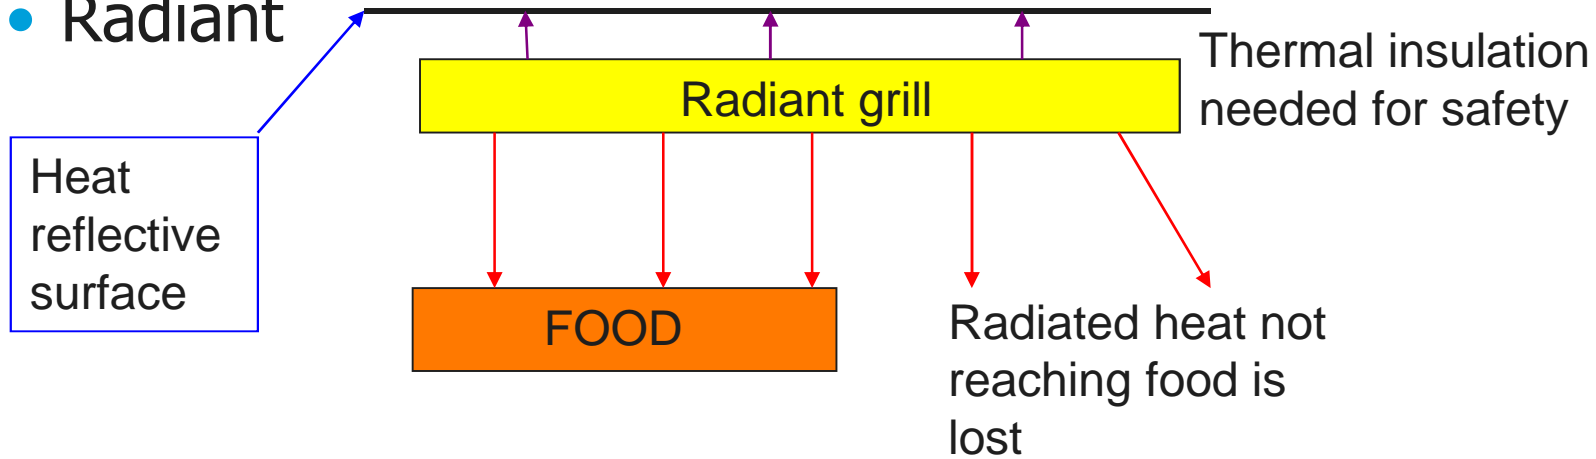 • Radiant
Thermal insulation
needed for safety
Radiant grill
Heat
reflective
surface
FOOD
Radiated heat not
reaching food is
lost